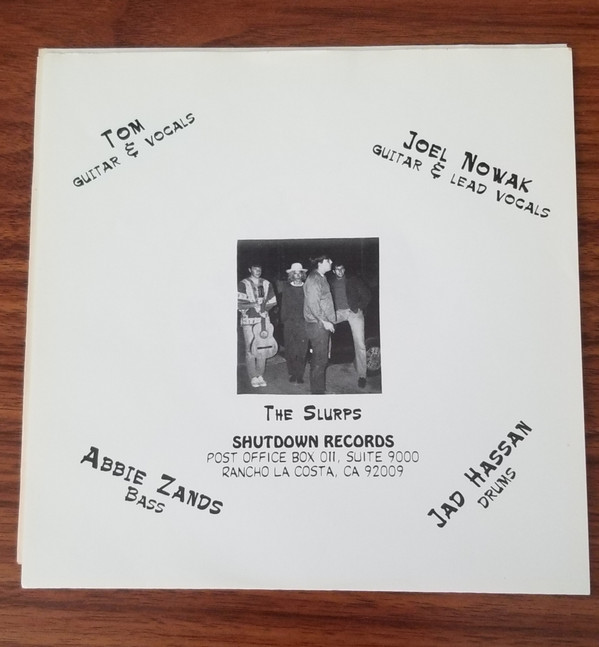 Tom
& 
Guitar & Vocals
Joel Nowak
Guitar & Lead Vocals
The Slurps
SHUTDOWN RECORDS
POST OFFICE BOX 011, SUITE 9000
RANCHO LA COSTA, CA 92009
Abbie Zands
Bass
Jad Hassan
Drums